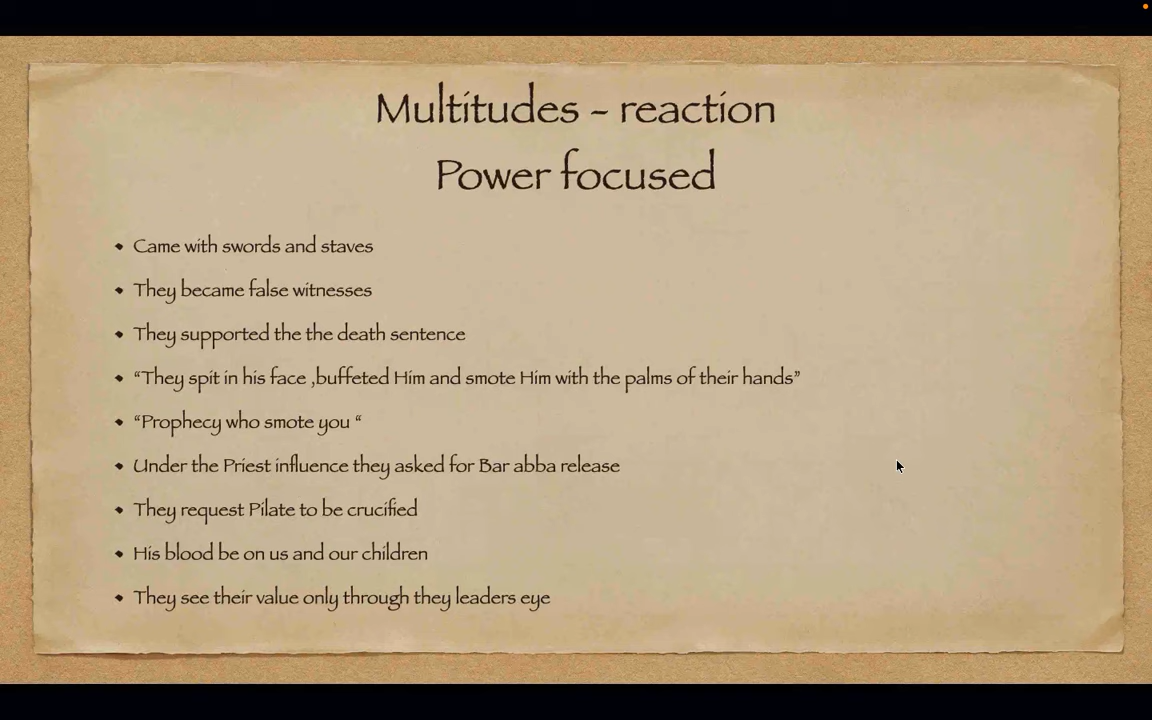 Multitudes - reaction
Power focused
• Came with swords and staves
• They became false witnesses
• They supported the the death sentence
• “They spit in his face ,buffeted Him and smote Him with the palms of their hands”
• “Prophecy who smote you “
• Under the Priest influence they asked for Bar abba release
• They request Pilate to be crucified
• His blood be on us and our children
• They see their value only through they leaders eye